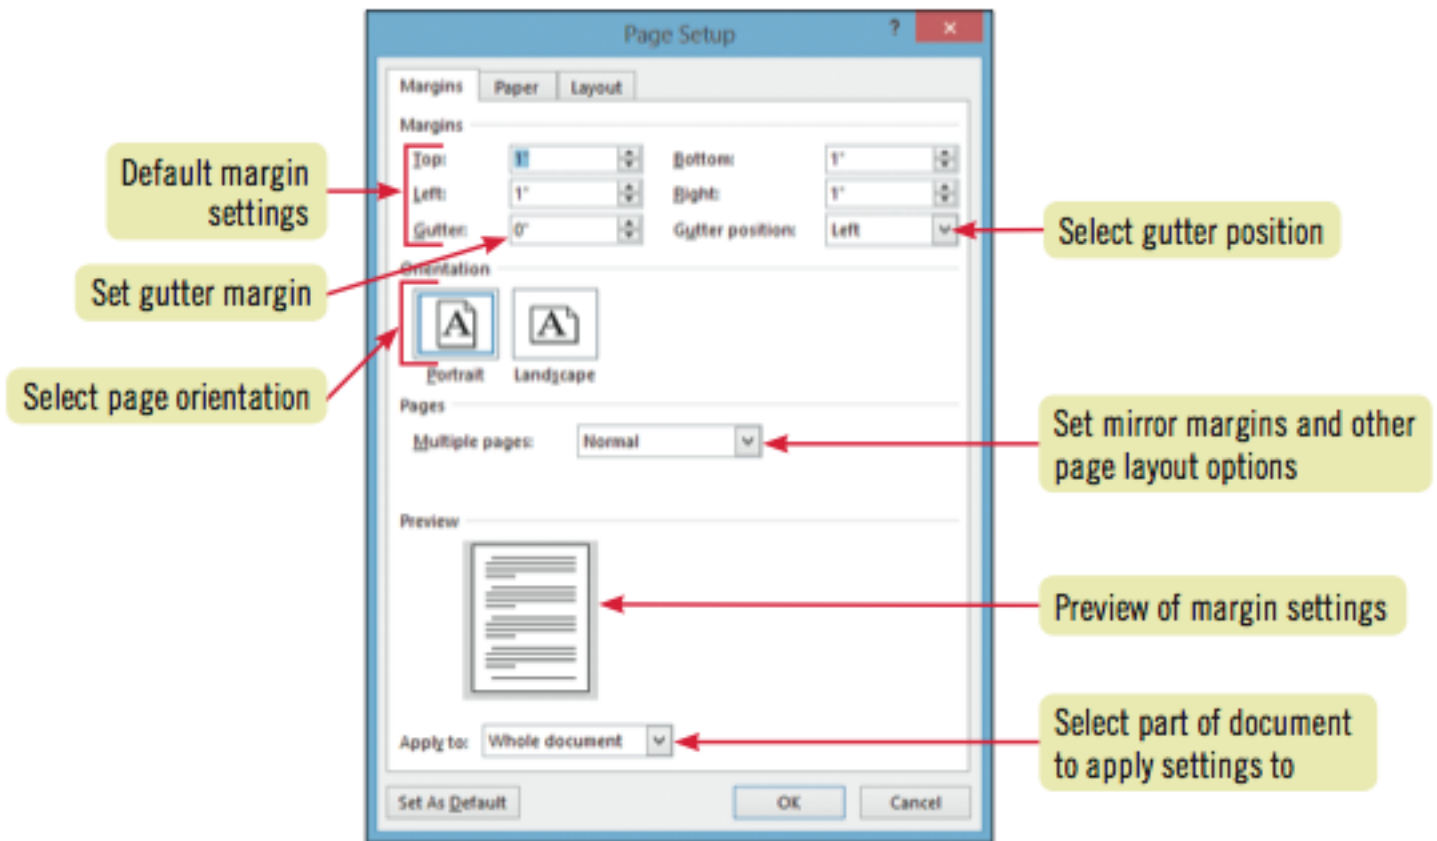 Page Setup
?
Margins Paper Layout
Margins
Top: 1" Bottom: 1"
Left: 1" Right: 1"
Gutter: 0" Gutter position: Left
Orientation
A A
Portrait Landscape
Pages
Multiple pages: Normal
Preview
Apply to: Whole document
Set As Default OK Cancel
Default margin
settings
Set gutter margin
Select page orientation
Select gutter position
Set mirror margins and other
page layout options
Preview of margin settings
Select part of document
to apply settings to